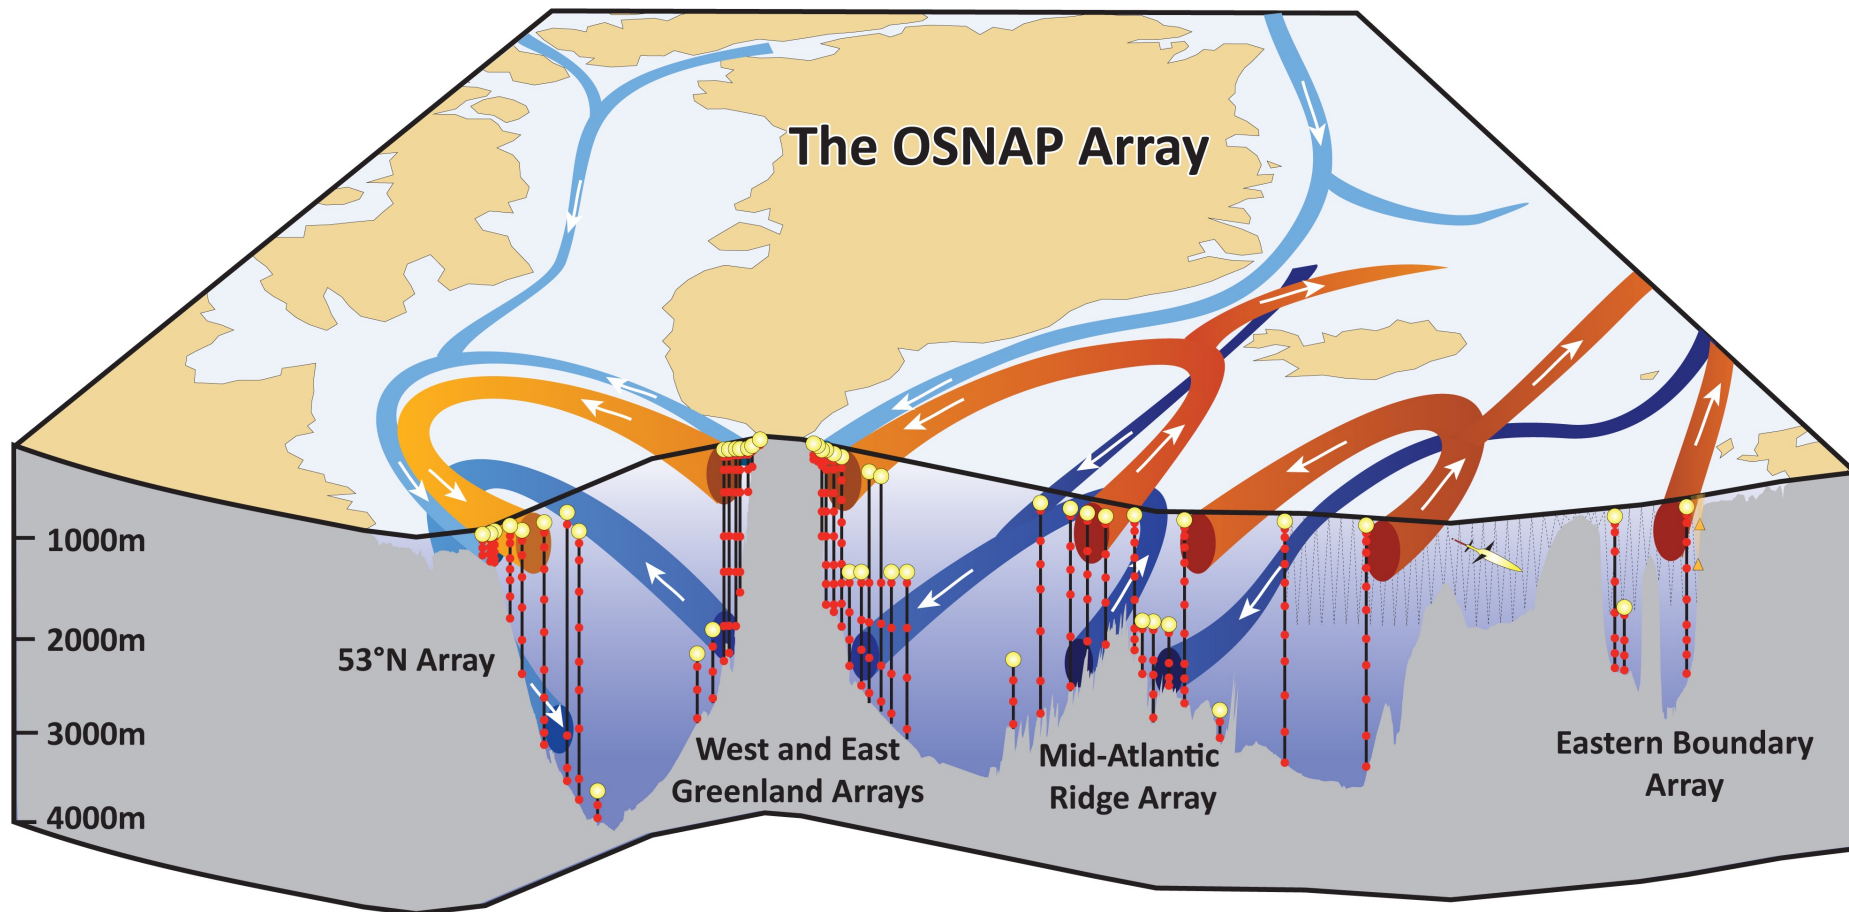 The OSNAP Array
1000m
2000m
3000m
4000m
53°N Array
West and East
Greenland Arrays
Mid-Atlantic
Ridge Array
Eastern Boundary
Array